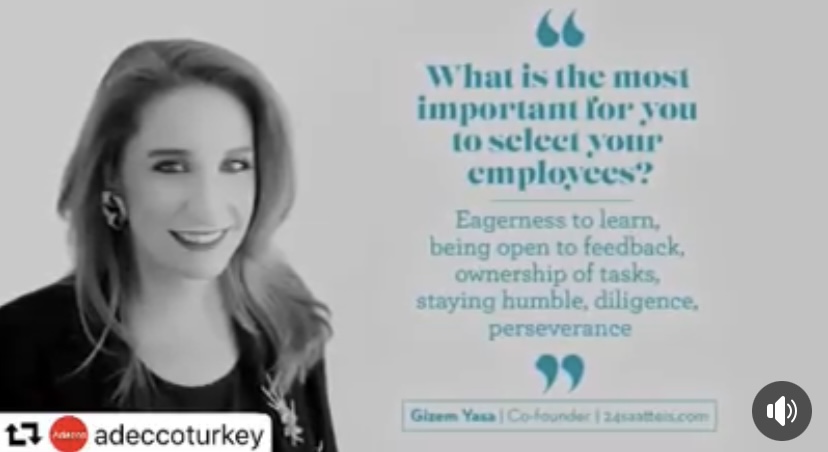 What is the most
important for you
to select your
employees?
Eagerness to learn,
being open to feedback,
ownership of tasks,
staying humble, diligence,
perseverance
Gizem Yasa | Co-founder | 24saatteis.com
Adecco
adeccoturkey